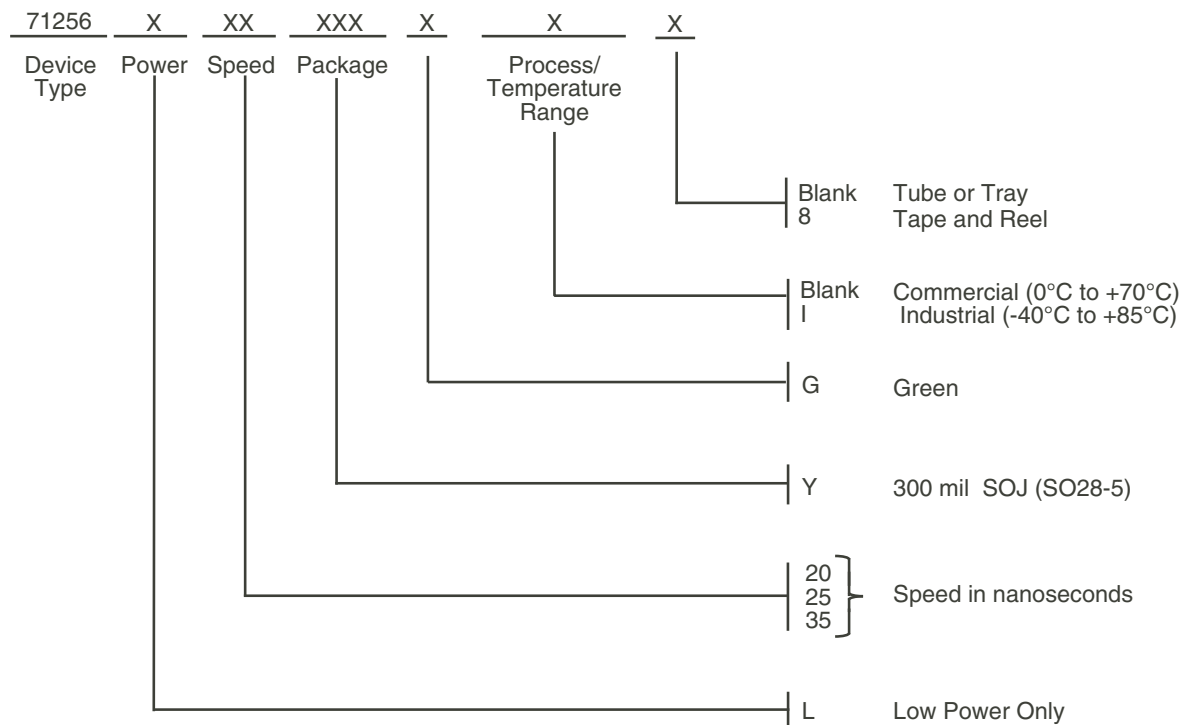 71256 X XX XXX X X X
Device Type Power Speed Package Process/ Temperature Range
Blank Tube or Tray
8 Tape and Reel
Blank Commercial (0°C to +70°C)
I Industrial (-40°C to +85°C)
G Green
Y 300 mil SOJ (SO28-5)
20
25 Speed in nanoseconds
35
L Low Power Only